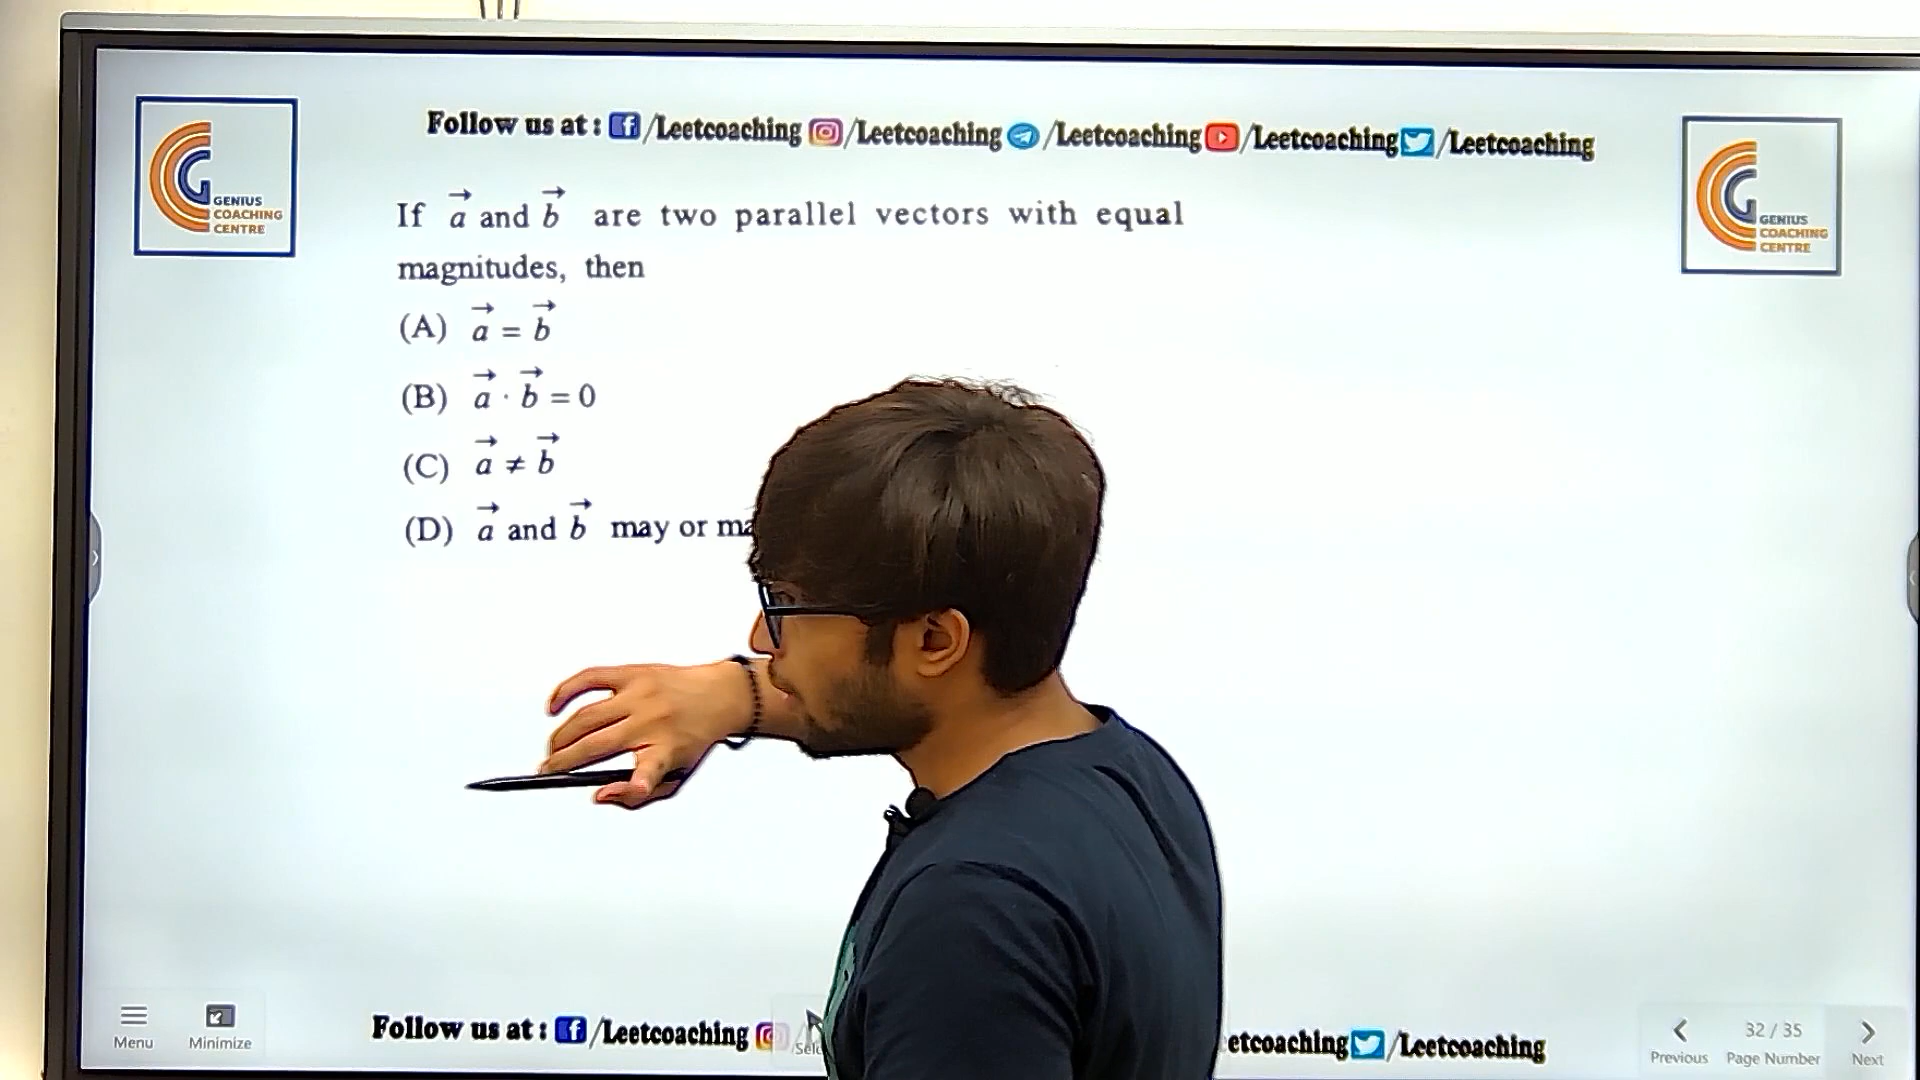 Follow us at : /Leetcoaching /Leetcoaching /Leetcoaching /Leetcoaching /Leetcoaching
GENIUS
COACHING
CENTRE
GENIUS
COACHING
CENTRE
If a⃗ and b⃗ are two parallel vectors with equal
magnitudes, then
(A) a⃗ = b⃗
(B) a⃗ · b⃗ = 0
(C) a⃗ ≠ b⃗
(D) a⃗ and b⃗ may or
Menu
Minimize
Follow us at : /Leetcoaching
/Leetcoaching
Previous
32 / 35
Page Number
Next